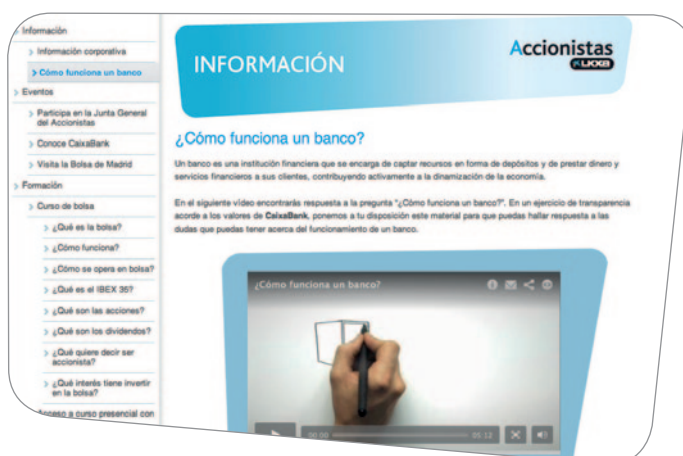 Información
Información corporativa
Cómo funciona un banco
Eventos
Participa en la Junta General
del Accionistas
Conoce CaixaBank
Visita la Bolsa de Madrid
Formación
Curso de bolsa
¿Qué es la bolsa?
¿Cómo funciona?
¿Cómo se opera en bolsa?
¿Qué es el IBEX 35?
¿Qué son las acciones?
¿Qué son los dividendos?
¿Qué quiere decir ser
accionista?
¿Qué interés tiene invertir
en la bolsa?
Acceso a curso presencial con
INFORMACIÓN
Accionistas
¿Cómo funciona un banco?
Un banco es una institución financiera que se encarga de captar recursos en forma de depósitos y de prestar dinero y
servicios financieros a sus clientes, contribuyendo activamente a la dinamización de la economía.
En el siguiente vídeo encontrarás respuesta a la pregunta "¿Cómo funciona un banco?". En un ejercicio de transparencia
acorde a los valores de CaixaBank, ponemos a tu disposición este material para que puedas hallar respuesta a las
dudas que puedas tener acerca del funcionamiento de un banco.
¿Cómo funciona un banco?
00:00
05:12